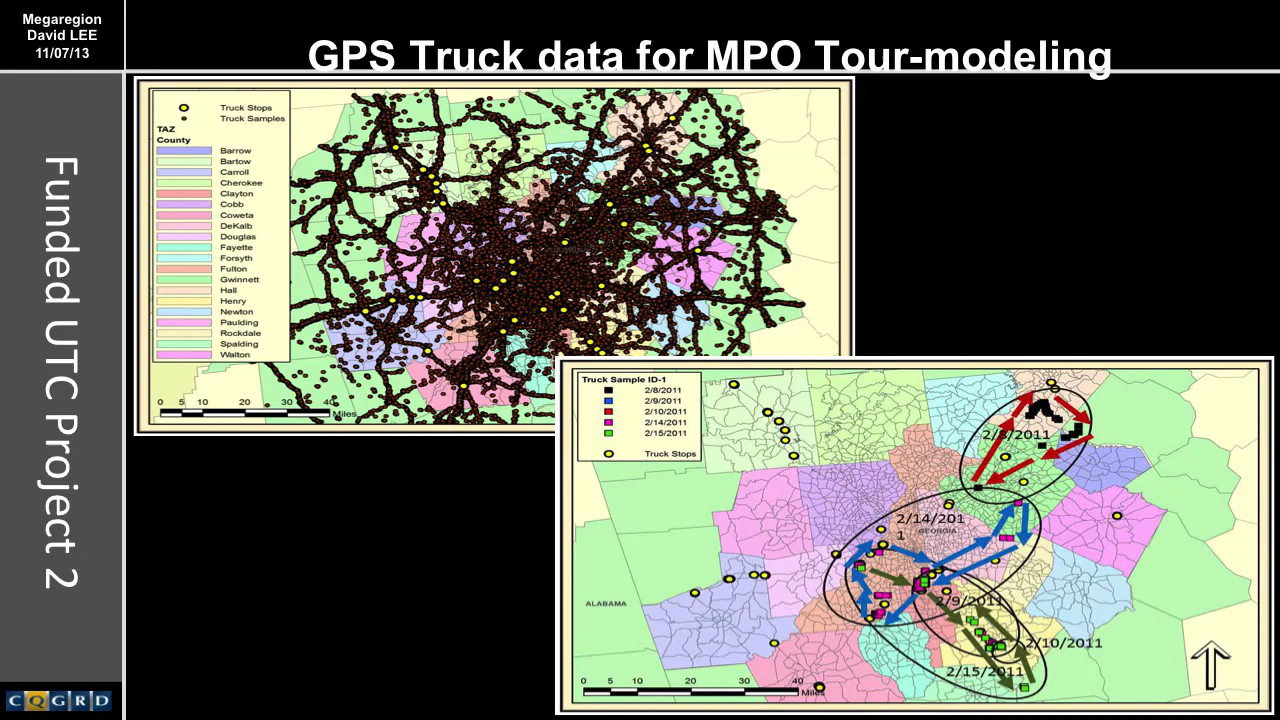 Megaregion
David LEE
11/07/13
GPS Truck data for MPO Tour-modeling
Funded UTC Project 2
CQGRD
Truck Stops
Truck Samples
TAZ
County
Barrow
Bartow
Carroll
Cherokee
Clayton
Cobb
Coweta
DeKalb
Douglas
Fayette
Forsyth
Fulton
Gwinnett
Hall
Henry
Newton
Paulding
Rockdale
Spalding
Walton
0 5 10 20 30 40
Miles
Truck Sample ID-1
2/8/2011
2/9/2011
2/10/2011
2/14/2011
2/15/2011
Truck Stops
2/8/2011
2/14/201
1
GEORGIA
ALABAMA
2/9/2011
2/10/2011
2/15/2011
0 5 10 20 30 40
Miles